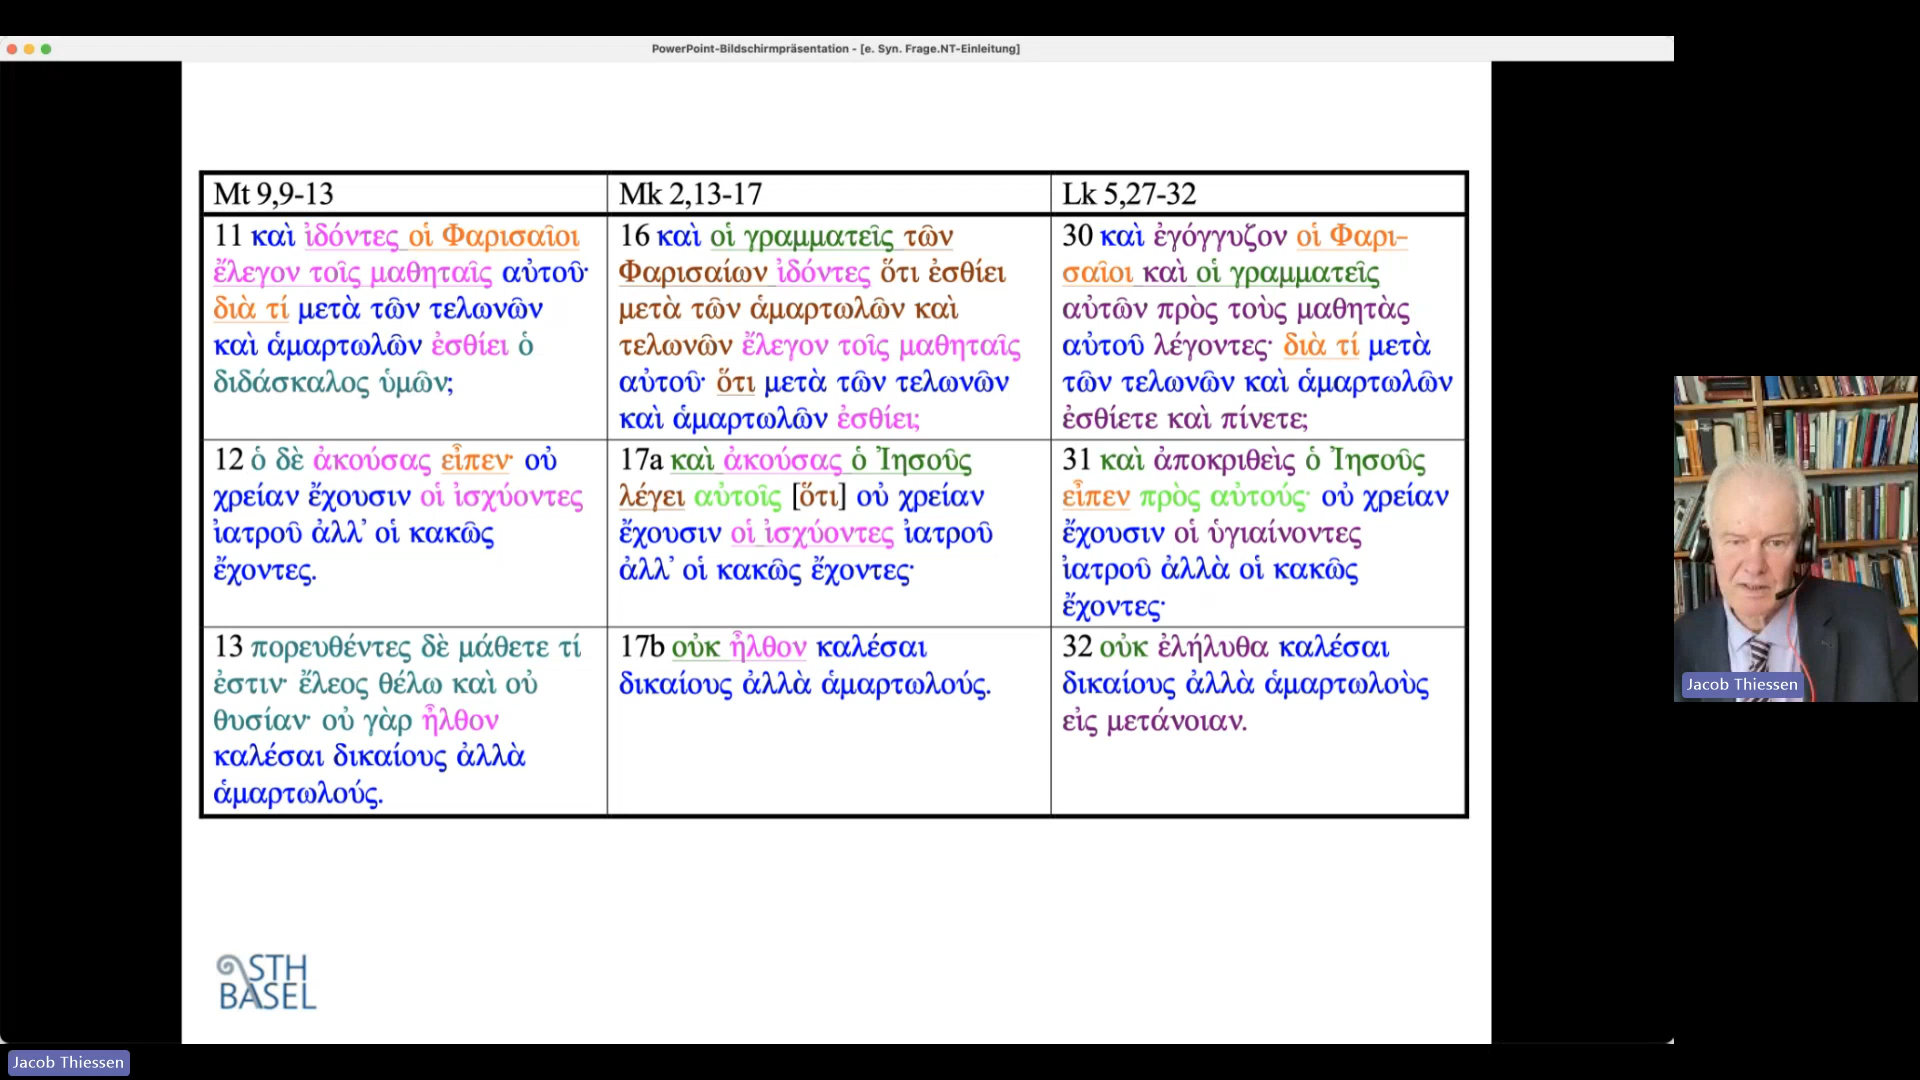 PowerPoint-Bildschirmpräsentation - [e. Syn. Frage.NT-Einleitung]
Mt 9,9-13
Mk 2,13-17
Lk 5,27-32
11 καὶ ἰδόντες οἱ Φαρισαῖοι
ἔλεγον τοῖς μαθηταῖς αὐτοῦ·
διὰ τί μετὰ τῶν τελωνῶν
καὶ ἁμαρτωλῶν ἐσθίει ὁ
διδάσκαλος ὑμῶν;
16 καὶ οἱ γραμματεῖς τῶν
Φαρισαίων ἰδόντες ὅτι ἐσθίει
μετὰ τῶν ἁμαρτωλῶν καὶ
τελωνῶν ἔλεγον τοῖς μαθηταῖς
αὐτοῦ· ὅτι μετὰ τῶν τελωνῶν
καὶ ἁμαρτωλῶν ἐσθίει;
30 καὶ ἐγόγγυζον οἱ Φαρι-
σαῖοι καὶ οἱ γραμματεῖς
αὐτῶν πρὸς τοὺς μαθητὰς
αὐτοῦ λέγοντες· διὰ τί μετὰ
τῶν τελωνῶν καὶ ἁμαρτωλῶν
ἐσθίετε καὶ πίνετε;
12 ὁ δὲ ἀκούσας εἶπεν· οὐ
χρείαν ἔχουσιν οἱ ἰσχύοντες
ἰατροῦ ἀλλ᾽ οἱ κακῶς
ἔχοντες.
17a καὶ ἀκούσας ὁ Ἰησοῦς
λέγει αὐτοῖς [ὅτι] οὐ χρείαν
ἔχουσιν οἱ ἰσχύοντες ἰατροῦ
ἀλλ᾽ οἱ κακῶς ἔχοντες·
31 καὶ ἀποκριθεὶς ὁ Ἰησοῦς
εἶπεν πρὸς αὐτούς· οὐ χρείαν
ἔχουσιν οἱ ὑγιαίνοντες
ἰατροῦ ἀλλὰ οἱ κακῶς
ἔχοντες·
13 πορευθέντες δὲ μάθετε τί
ἐστιν· ἔλεος θέλω καὶ οὐ
θυσίαν· οὐ γὰρ ἦλθον
καλέσαι δικαίους ἀλλὰ
ἁμαρτωλούς.
17b οὐκ ἦλθον καλέσαι
δικαίους ἀλλὰ ἁμαρτωλούς.
32 οὐκ ἐλήλυθα καλέσαι
δικαίους ἀλλὰ ἁμαρτωλοὺς
εἰς μετάνοιαν.
STH
BASEL
Jacob Thiessen
Jacob Thiessen